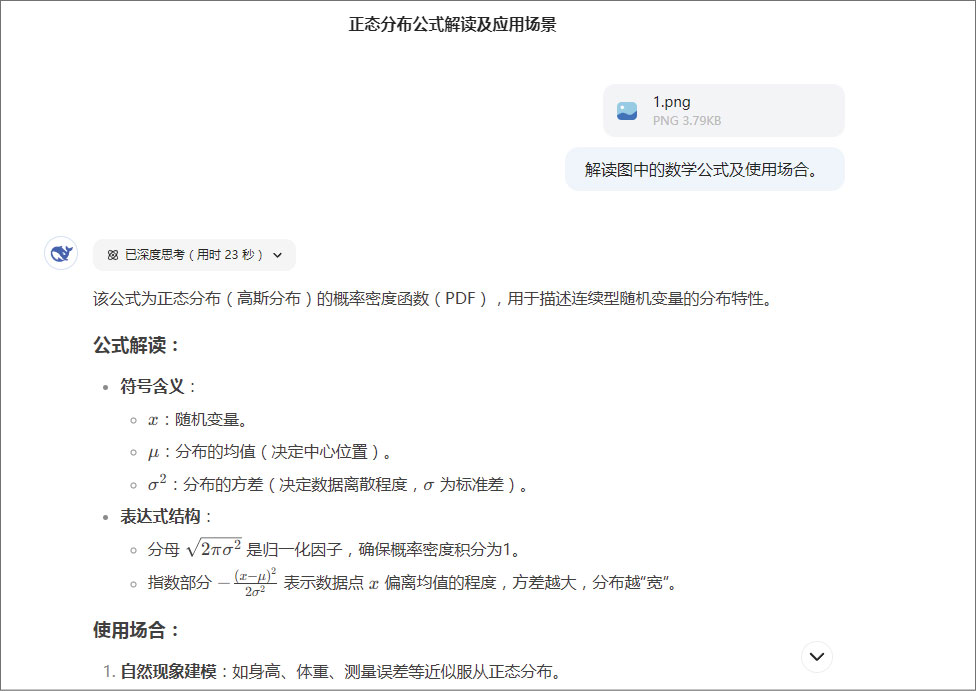 正态分布公式解读及应用场景
1.png
PNG 3.79KB
解读图中的数学公式及使用场合。
已深度思考（用时 23 秒）
该公式为正态分布（高斯分布）的概率密度函数（PDF），用于描述连续型随机变量的分布特性。
公式解读：
• 符号含义：
◦ x：随机变量。
◦ μ：分布的均值（决定中心位置）。
◦ σ²：分布的方差（决定数据离散程度，σ 为标准差）。
• 表达式结构：
◦ 分母 √(2πσ²) 是归一化因子，确保概率密度积分为1。
◦ 指数部分 −(x−μ)²/2σ² 表示数据点 x 偏离均值的程度，方差越大，分布越“宽”。
使用场合：
1. 自然现象建模：如身高、体重、测量误差等近似服从正态分布。